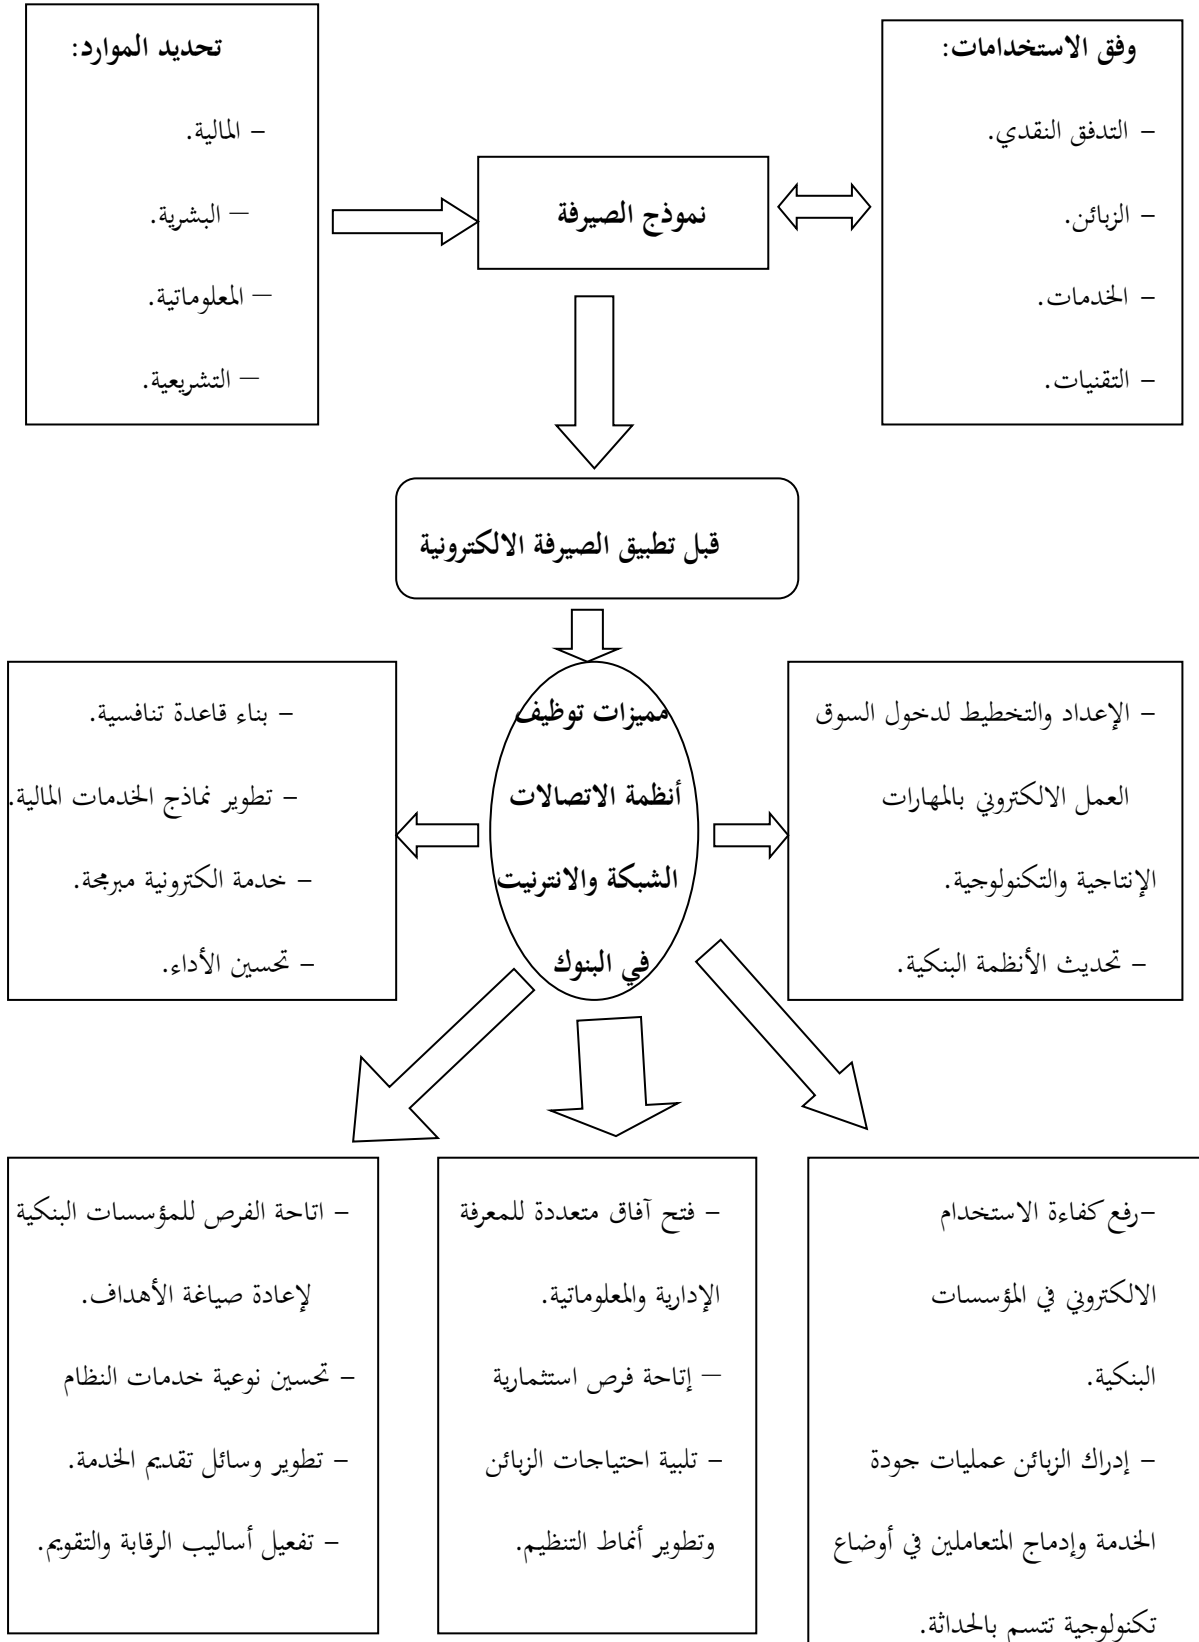 وفق الاستخدامات:
– التدفق النقدي.
– الزبائن.
– الخدمات.
– التقنيات.
نموذج الصيرفة
تحديد الموارد:
– المالية.
– البشرية.
– المعلوماتية.
– التشريعية.
قبل تطبيق الصيرفة الالكترونية
– الإعداد والتخطيط لدخول السوق
العمل الالكتروني بالمهارات
الإنتاجية والتكنولوجية.
– تحديث الأنظمة البنكية.
مميزات توظيف
أنظمة الاتصالات
الشبكة والانترنيت
في البنوك
– بناء قاعدة تنافسية.
– تطوير نماذج الخدمات المالية.
– خدمة الكترونية مبرمجة.
– تحسين الأداء.
–رفع كفاءة الاستخدام
الالكتروني في المؤسسات
البنكية.
– إدراك الزبائن عمليات جودة
الخدمة وإدماج المتعاملين في أوضاع
تكنولوجية تتسم بالحداثة.
– فتح آفاق متعددة للمعرفة
الإدارية والمعلوماتية.
– إتاحة فرص استثمارية
– تلبية احتياجات الزبائن
وتطوير أنماط التنظيم.
– اتاحة الفرص للمؤسسات البنكية
لإعادة صياغة الأهداف.
– تحسين نوعية خدمات النظام
– تطوير وسائل تقديم الخدمة.
– تفعيل أساليب الرقابة والتقويم.